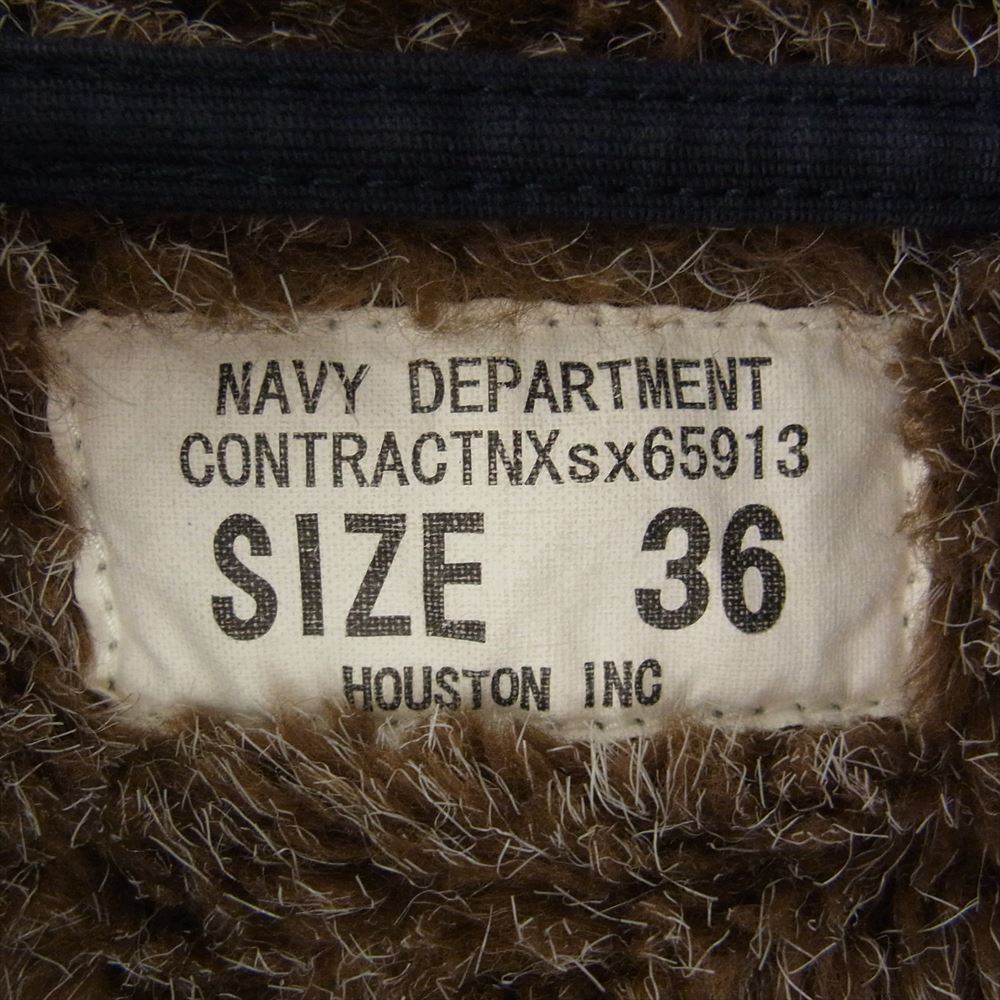 NAVY DEPARTMENT
CONTRACTNXsx65913
SIZE 36
HOUSTON INC